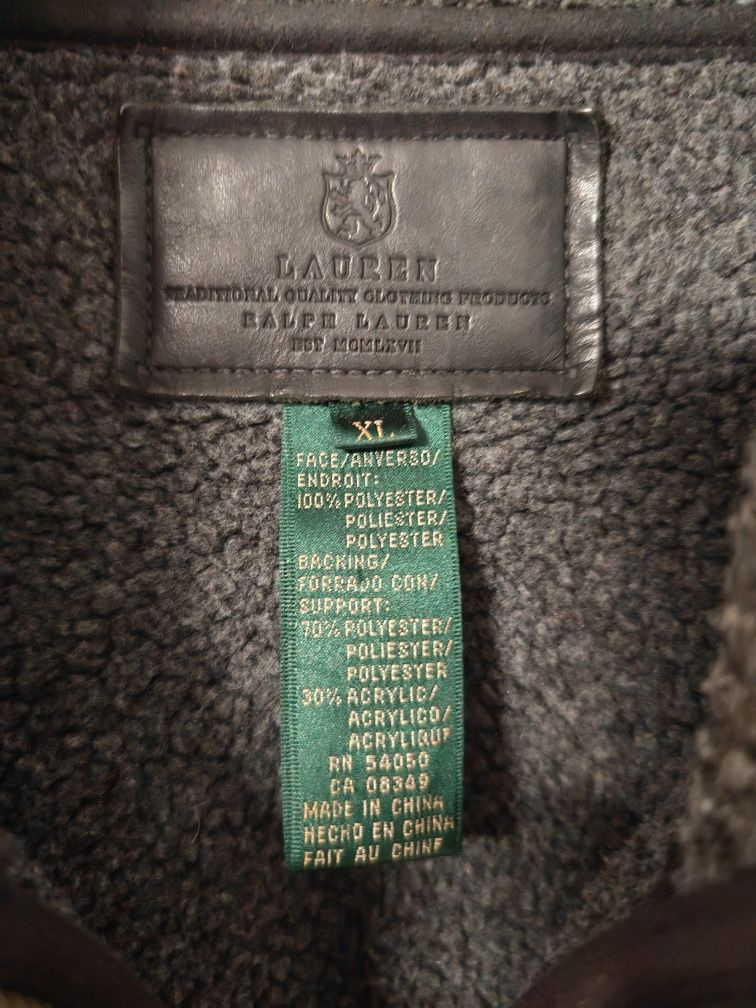 LAUREN
TRADITIONAL QUALITY CLOTHING PRODUCTS
RALPH LAUREN
EST MCMLXVII
XL
FACE/ANVERSO/
ENDROIT:
100% POLYESTER/
POLIESTER/
POLYESTER
BACKING/
FORRADO CON/
SUPPORT:
70% POLYESTER/
POLIESTER/
POLYESTER
30% ACRYLIC/
ACRYLICO/
ACRYLIQUE
RN 54050
CA 08349
MADE IN CHINA
HECHO EN CHINA
FAIT AU CHINE